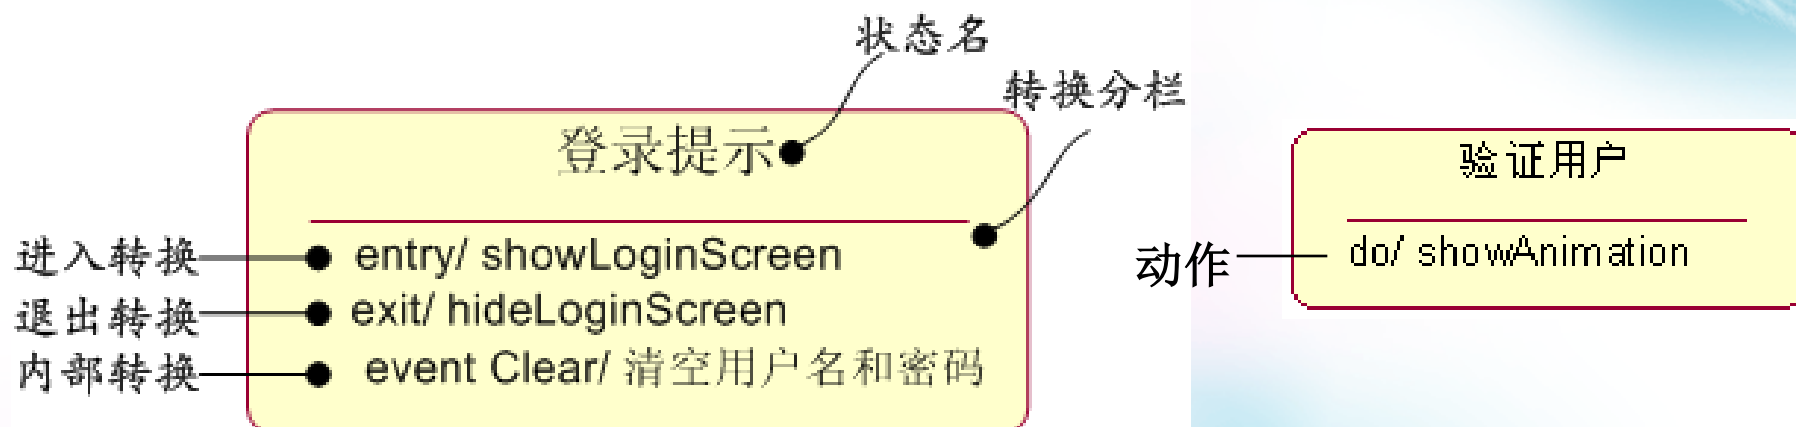 状态名
转换分栏
登录提示
进入转换
entry/ showLoginScreen
退出转换
exit/ hideLoginScreen
内部转换
event Clear/ 清空用户名和密码
验证用户
动作
do/ showAnimation